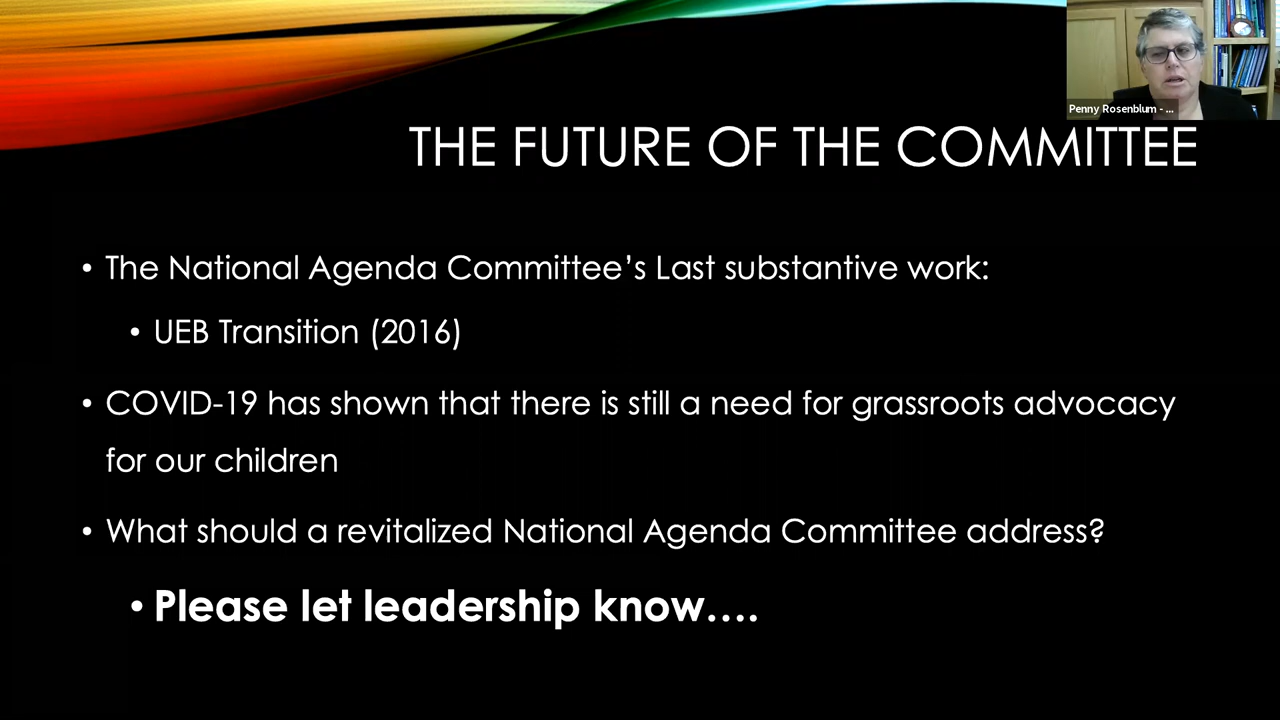 Penny Rosenblum - ...
THE FUTURE OF THE COMMITTEE
• The National Agenda Committee’s Last substantive work:
• UEB Transition (2016)
• COVID-19 has shown that there is still a need for grassroots advocacy
for our children
• What should a revitalized National Agenda Committee address?
• Please let leadership know….